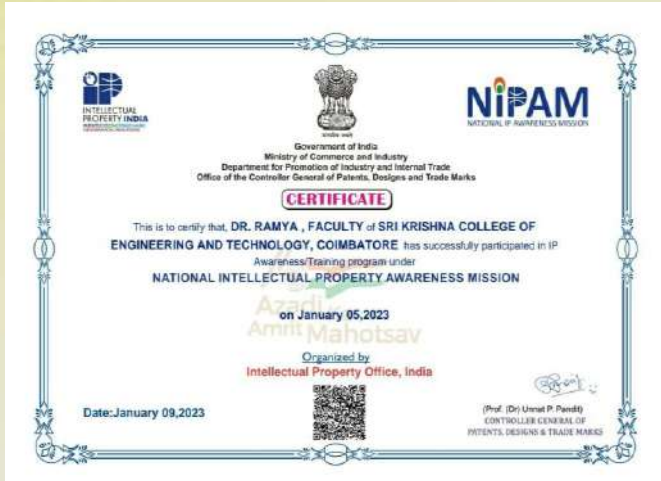 INTELLECTUAL
PROPERTY INDIA
NiPAM
NATIONAL IP AWARENESS MISSION
Government of India
Ministry of Commerce and Industry
Department for Promotion of Industry and Internal Trade
Office of the Controller General of Patents, Designs and Trade Marks
CERTIFICATE
This is to certify that, DR. RAMYA , FACULTY of SRI KRISHNA COLLEGE OF
ENGINEERING AND TECHNOLOGY, COIMBATORE has successfully participated in IP
Awareness/Training program under
NATIONAL INTELLECTUAL PROPERTY AWARENESS MISSION
Azadi
Amrit Mahotsav
on January 05,2023
Organized by
Intellectual Property Office, India
Date:January 09,2023
(Prof. (Dr) Unnat P. Pandit)
CONTROLLER GENERAL OF
PATENTS, DESIGNS & TRADE MARKS